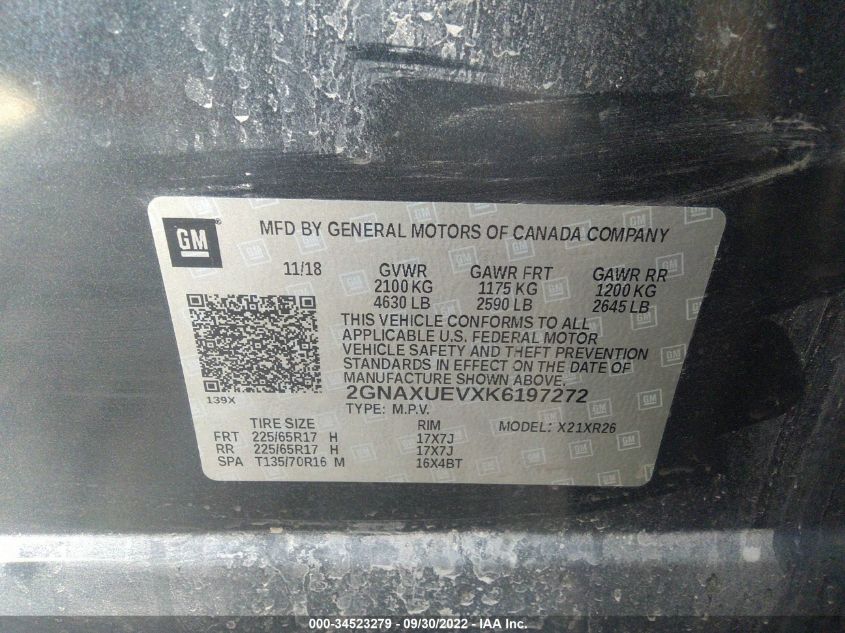 GM ®
MFD BY GENERAL MOTORS OF CANADA COMPANY
11/18 GVWR GAWR FRT GAWR RR
2100 KG 1175 KG 1200 KG
4630 LB 2590 LB 2645 LB
THIS VEHICLE CONFORMS TO ALL
APPLICABLE U.S. FEDERAL MOTOR
VEHICLE SAFETY AND THEFT PREVENTION
STANDARDS IN EFFECT ON THE DATE OF
MANUFACTURE SHOWN ABOVE.
139X
2GNAXUEVXK6197272
TYPE: M.P.V.
TIRE SIZE RIM MODEL: X21XR26
FRT 225/65R17 H 17X7J
RR 225/65R17 H 17X7J
SPA T135/70R16 M 16X4BT
000-34523279 - 09/30/2022 - IAA Inc.